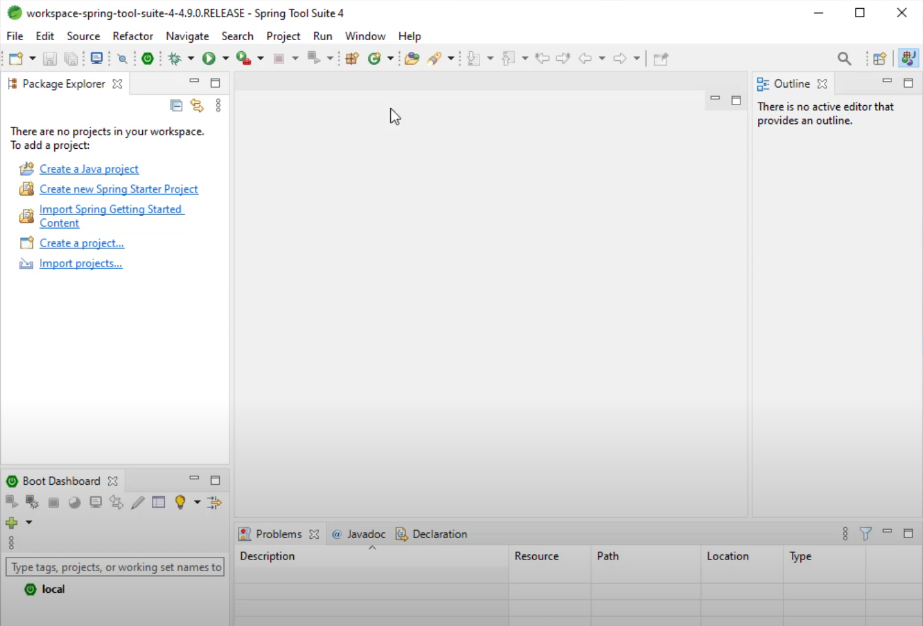 workspace-spring-tool-suite-4-4.9.0.RELEASE - Spring Tool Suite 4
File Edit Source Refactor Navigate Search Project Run Window Help
Package Explorer
There are no projects in your workspace.
To add a project:
Create a Java project
Create new Spring Starter Project
Import Spring Getting Started
Content
Create a project...
Import projects...
Outline
There is no active editor that
provides an outline.
Boot Dashboard
Type tags, projects, or working set names to
local
Problems @ Javadoc Declaration
Description Resource Path Location Type